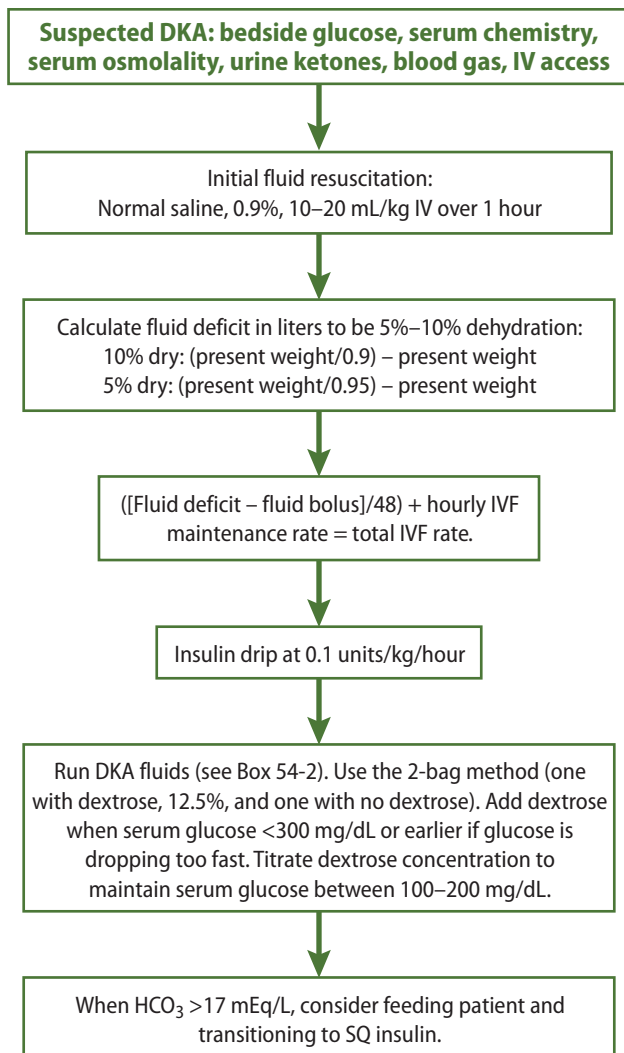 Suspected DKA: bedside glucose, serum chemistry,
serum osmolality, urine ketones, blood gas, IV access
Initial fluid resuscitation:
Normal saline, 0.9%, 10–20 mL/kg IV over 1 hour
Calculate fluid deficit in liters to be 5%–10% dehydration:
10% dry: (present weight/0.9) – present weight
5% dry: (present weight/0.95) – present weight
([Fluid deficit – fluid bolus]/48) + hourly IVF
maintenance rate = total IVF rate.
Insulin drip at 0.1 units/kg/hour
Run DKA fluids (see Box 54-2). Use the 2-bag method (one
with dextrose, 12.5%, and one with no dextrose). Add dextrose
when serum glucose <300 mg/dL or earlier if glucose is
dropping too fast. Titrate dextrose concentration to
maintain serum glucose between 100–200 mg/dL.
When HCO₃ >17 mEq/L, consider feeding patient and
transitioning to SQ insulin.